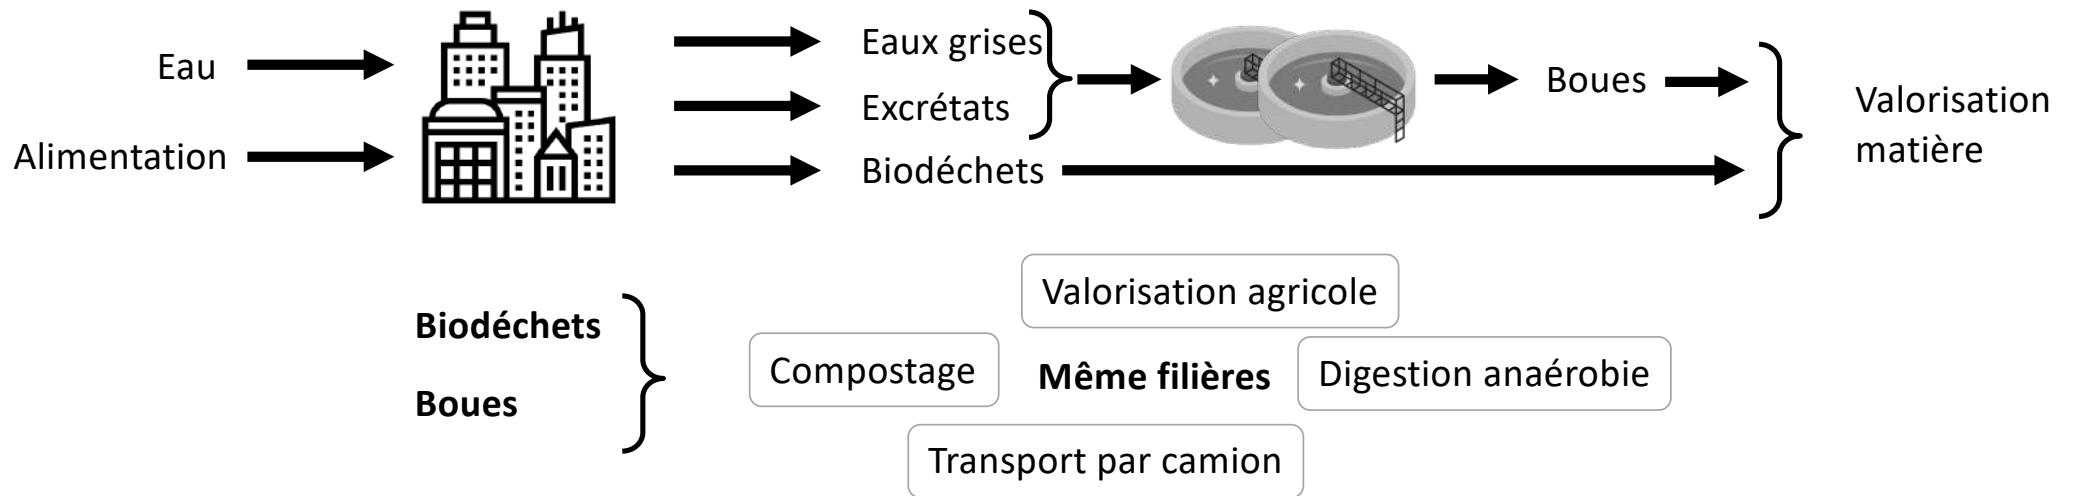 Eau
Alimentation
Eaux grises
Excrétats
Biodéchets
Boues
Valorisation
matière
Biodéchets
Boues
Valorisation agricole
Compostage
Même filières
Digestion anaérobie
Transport par camion